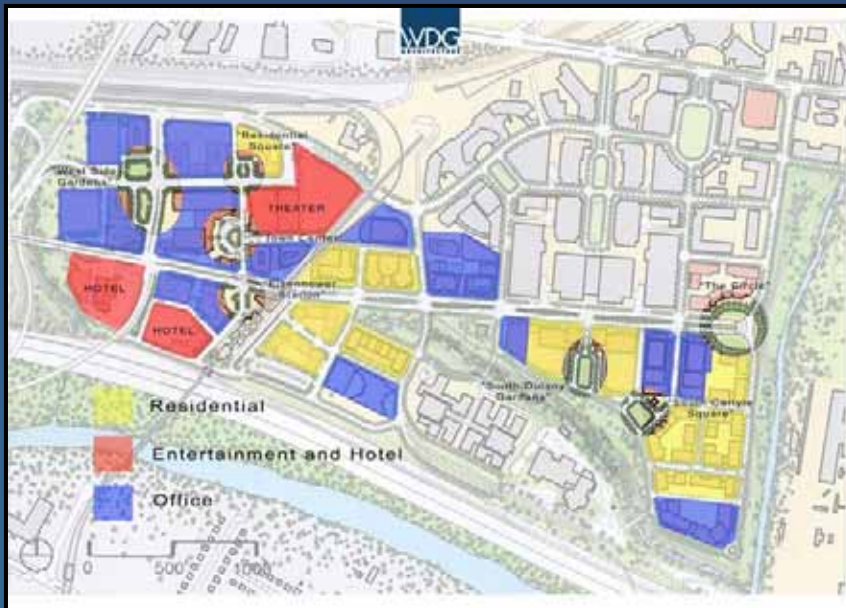 WDG
ARCHITECTURE
"Residential
Square"
"West Side
Gardens"
THEATER
Town Center
"Eisenhower
Station"
HOTEL
HOTEL
"The Circle"
"South Dulany
Gardens"
"South Carlyle
Square"
Residential
Entertainment and Hotel
Office
0 500 1000